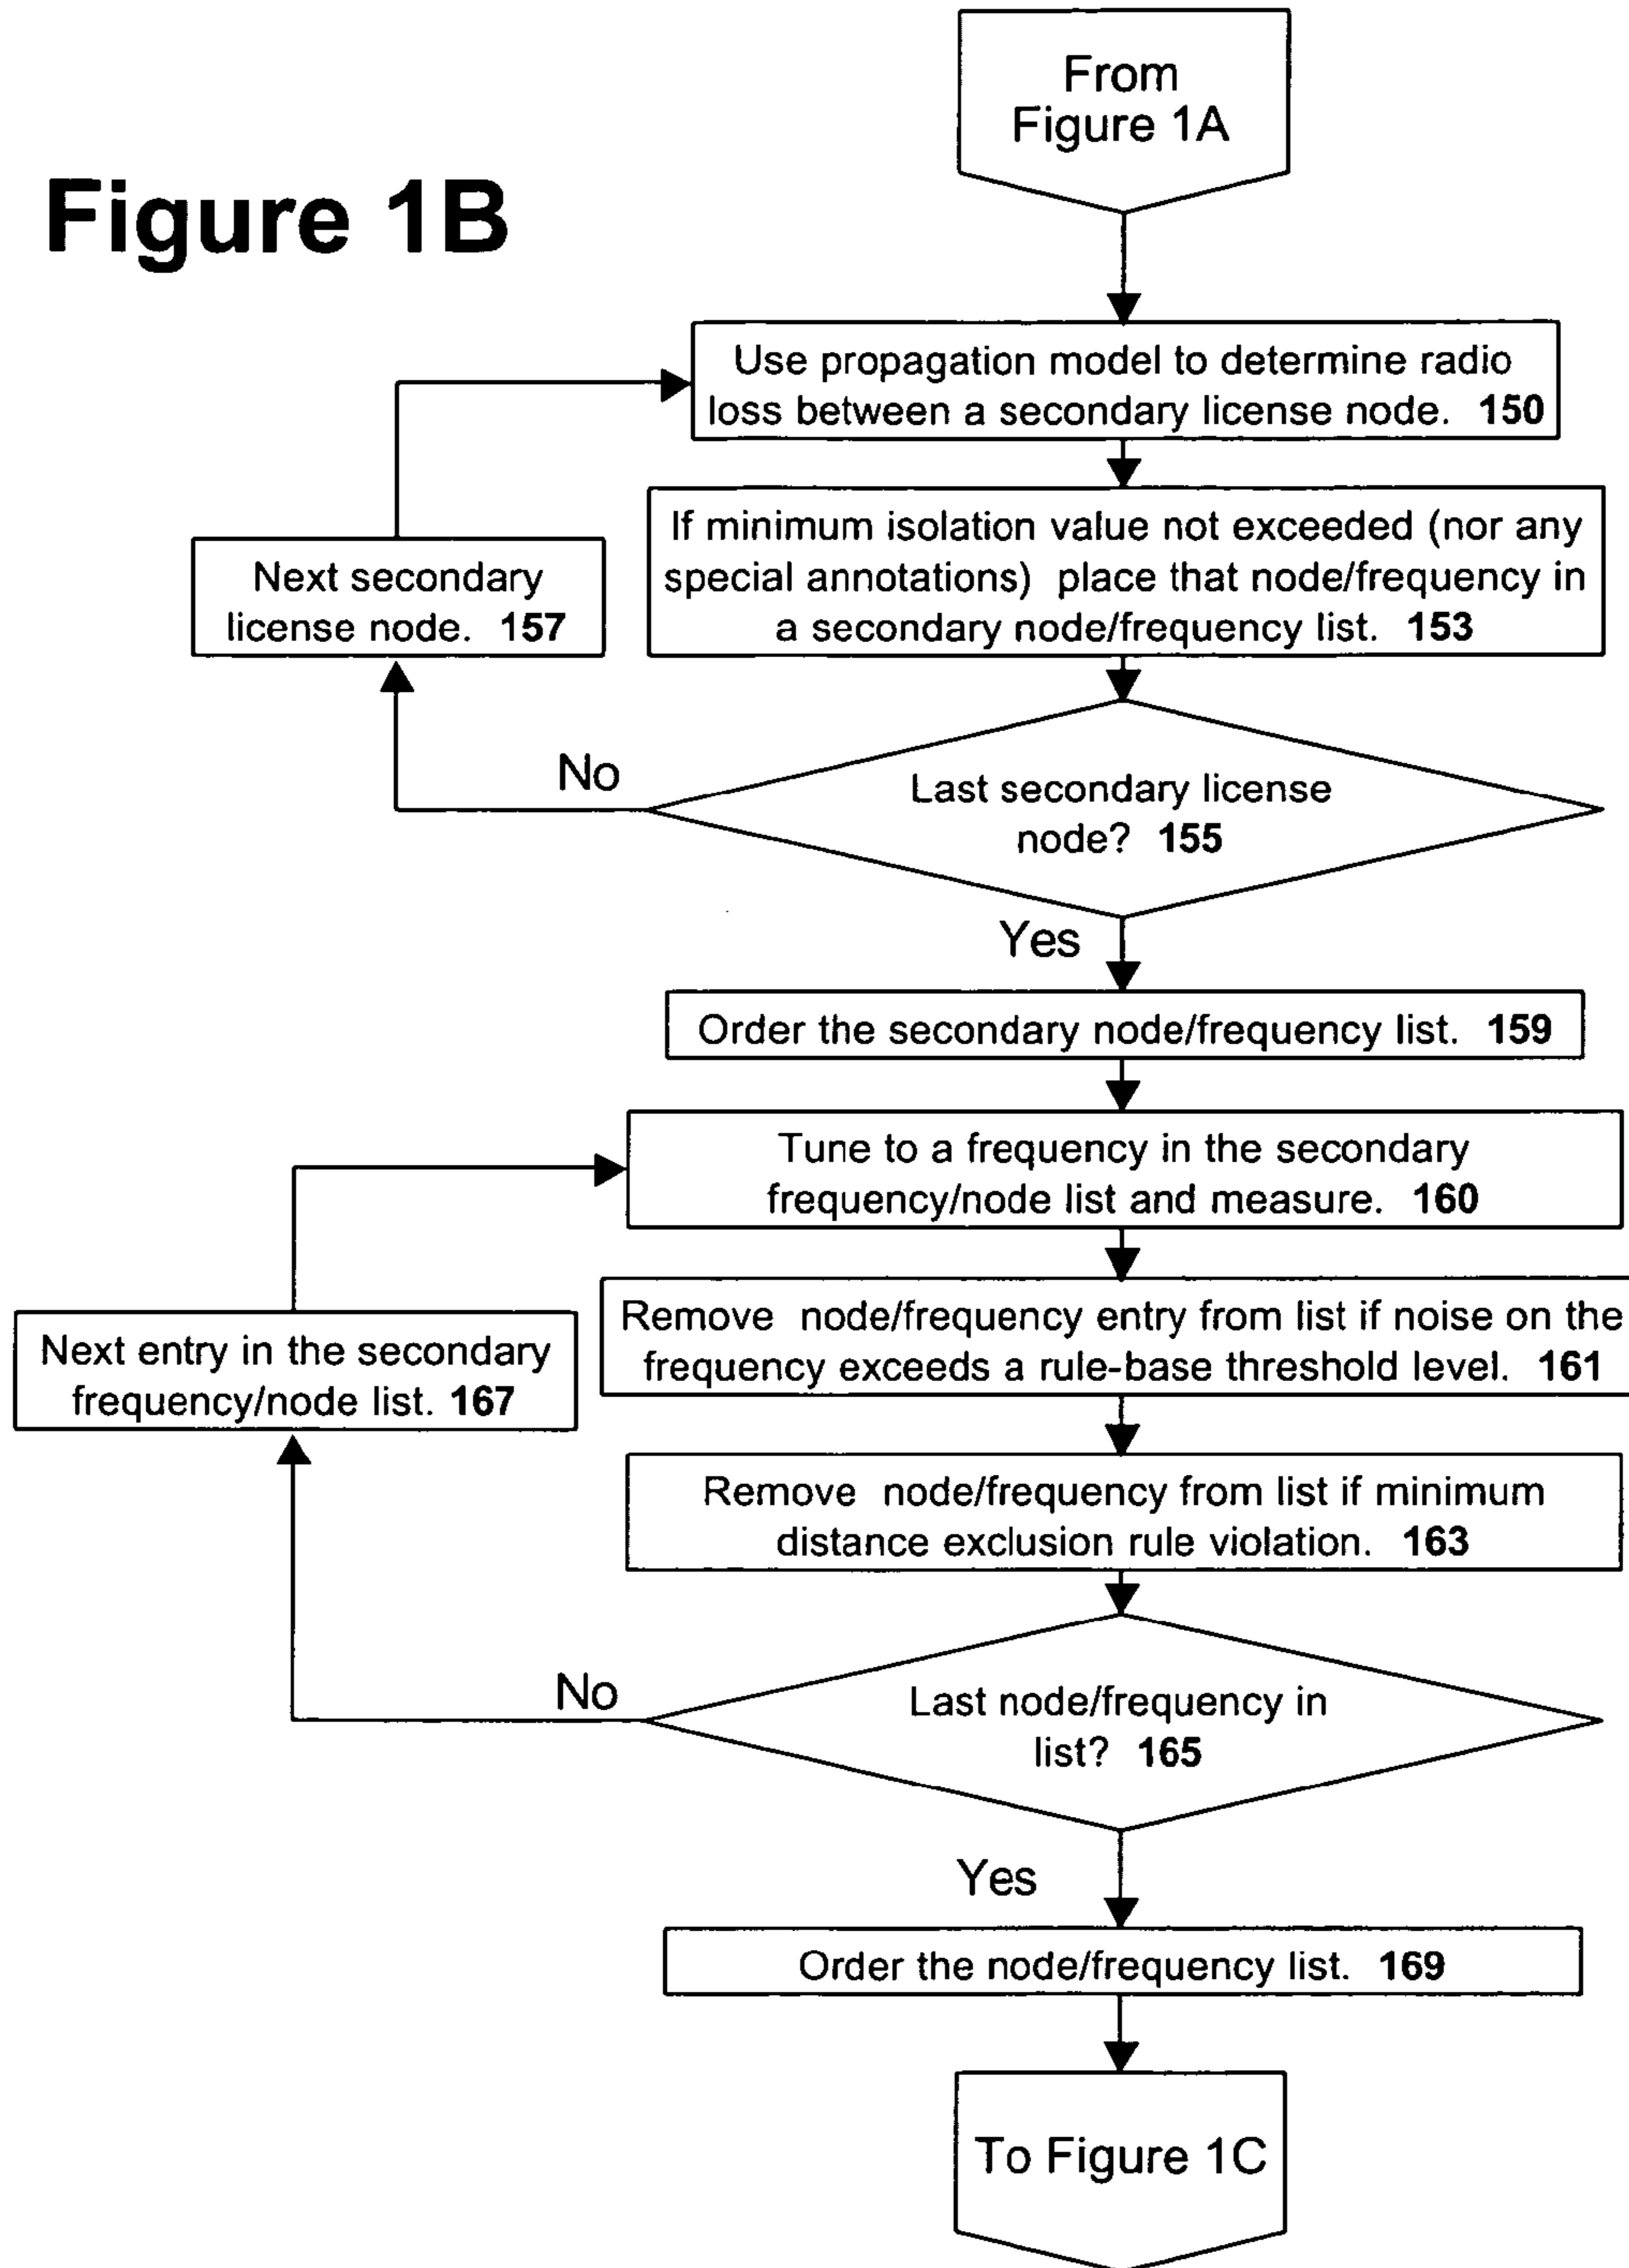 Figure 1B
From
Figure 1A
Use propagation model to determine radio
loss between a secondary license node. 150
If minimum isolation value not exceeded (nor any
special annotations) place that node/frequency in
a secondary node/frequency list. 153
Next secondary
license node. 157
No
Last secondary license
node? 155
Yes
Order the secondary node/frequency list. 159
Tune to a frequency in the secondary
frequency/node list and measure. 160
Remove node/frequency entry from list if noise on the
frequency exceeds a rule-base threshold level. 161
Next entry in the secondary
frequency/node list. 167
Remove node/frequency from list if minimum
distance exclusion rule violation. 163
No
Last node/frequency in
list? 165
Yes
Order the node/frequency list. 169
To Figure 1C